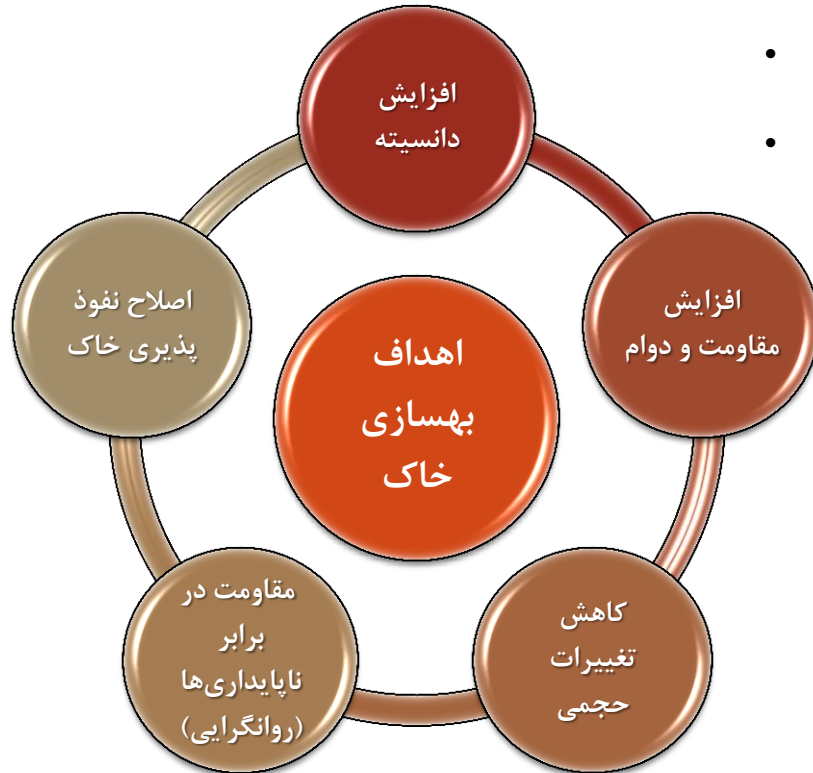 افزایش
دانسیته
افزایش
مقاومت و دوام
کاهش
تغییرات
حجمی
مقاومت در
برابر
ناپایداری‌ها
(روانگرایی)
اصلاح نفوذ
پذیری خاک
اهداف
بهسازی
خاک